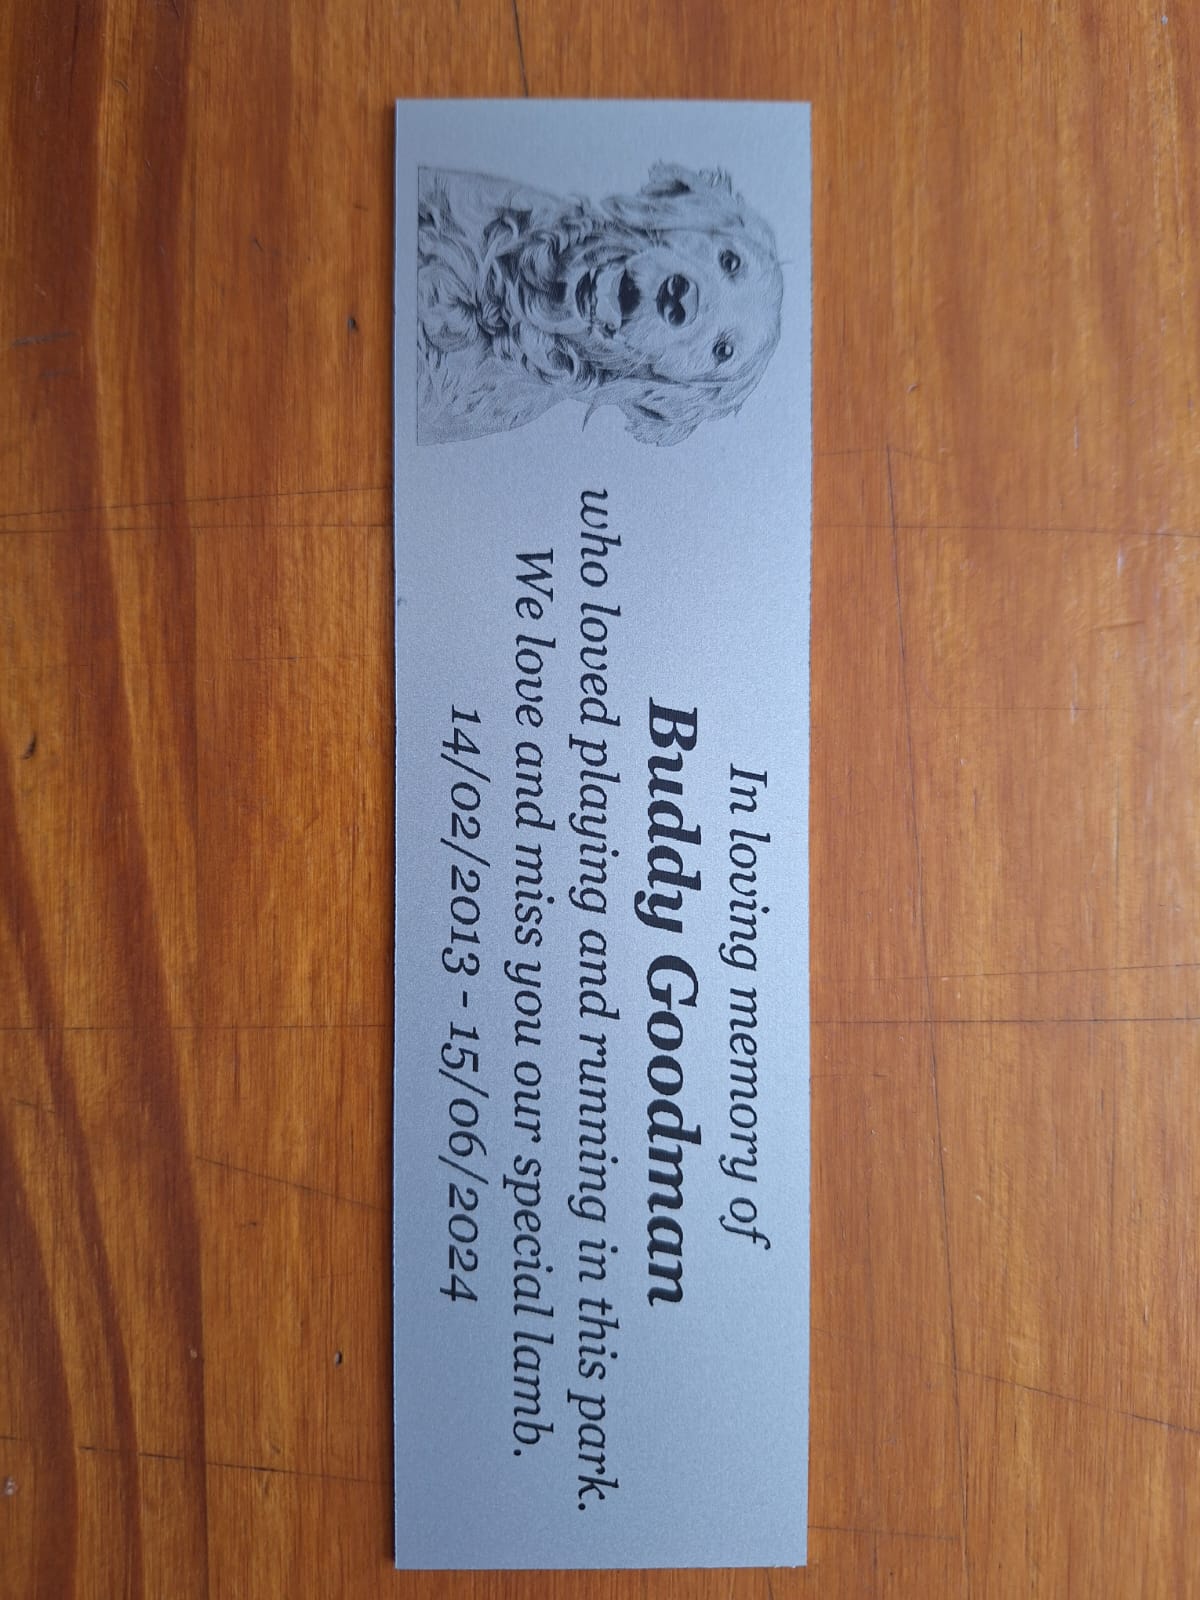 In loving memory of
Buddy Goodman
who loved playing and running in this park.
We love and miss you our special lamb.
14/02/2013 - 15/06/2024